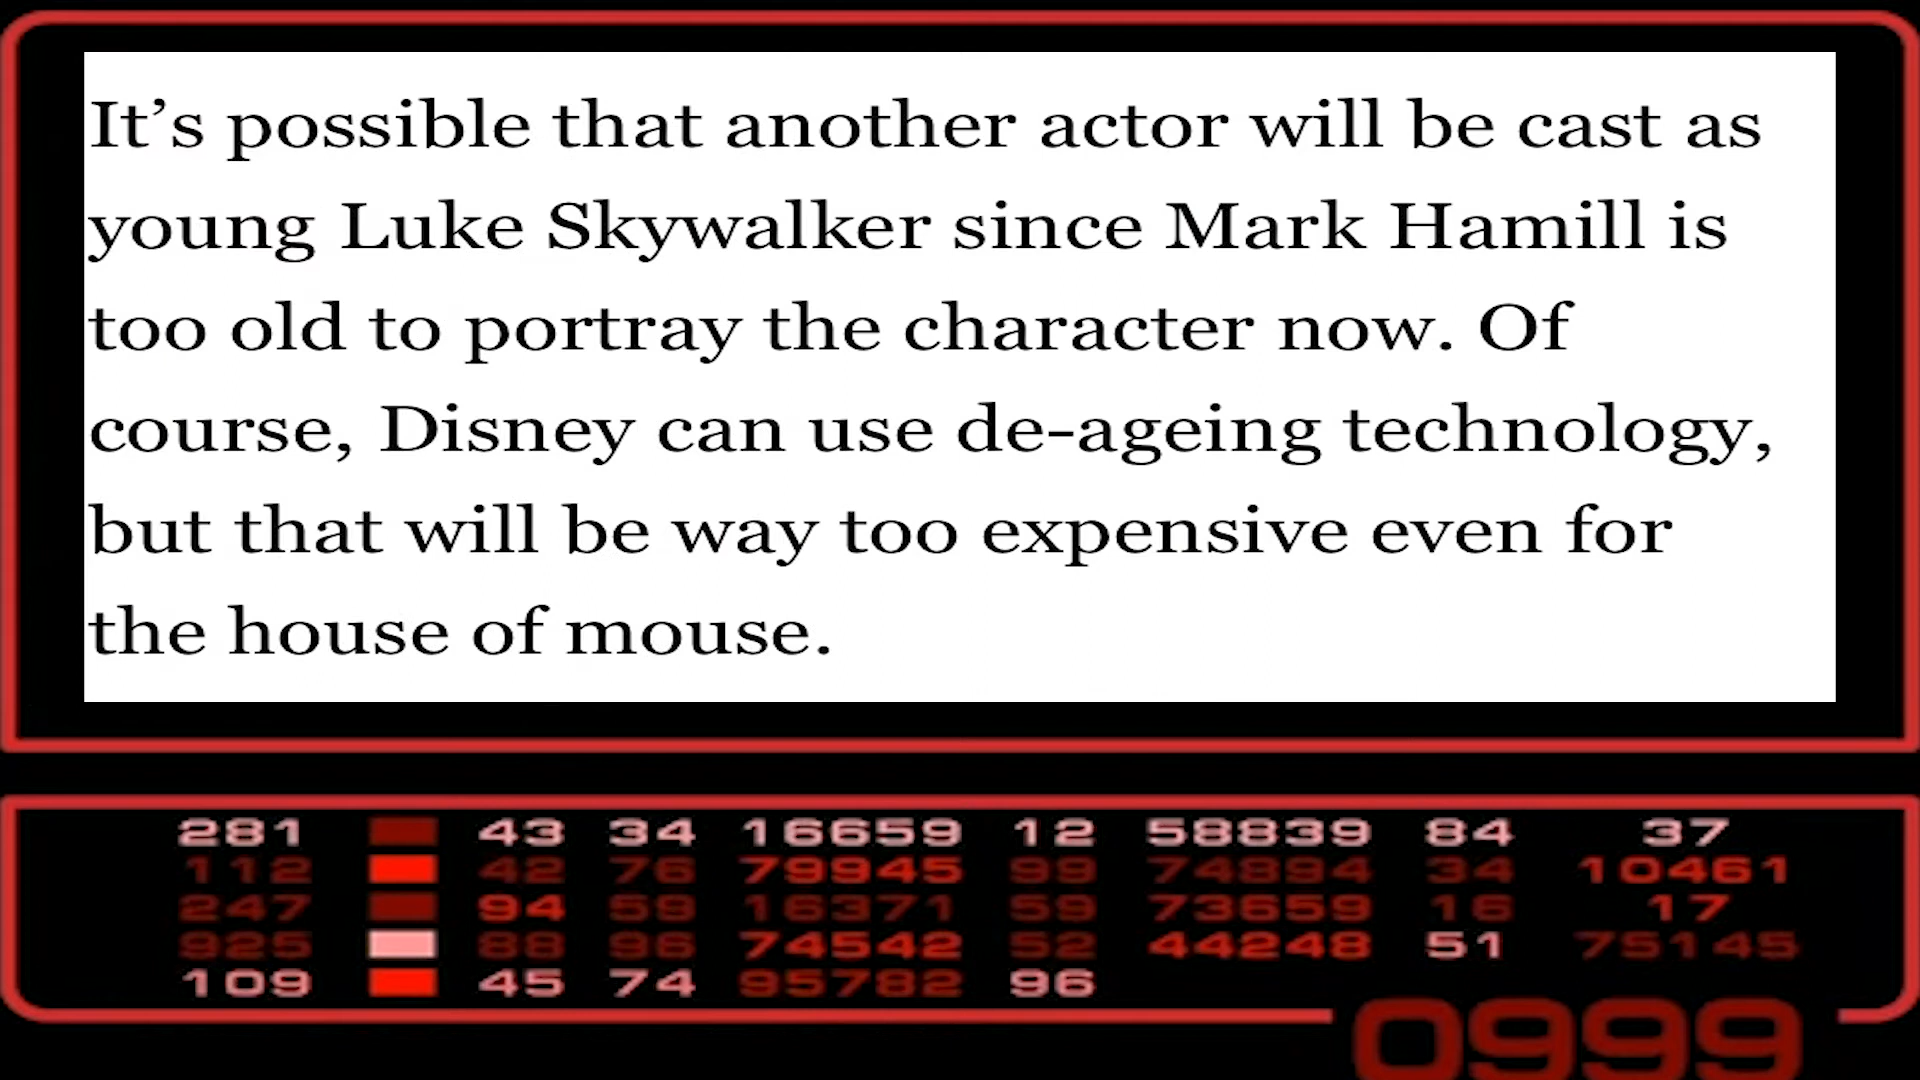 It’s possible that another actor will be cast as
young Luke Skywalker since Mark Hamill is
too old to portray the character now. Of
course, Disney can use de-ageing technology,
but that will be way too expensive even for
the house of mouse.
281 43 34 16659 12 58839 84 37
112 42 76 79945 99 74894 34 10461
247 94 59 16371 59 73659 16 17
925 88 96 74542 52 44248 51 75145
109 45 74 95782 96
0999